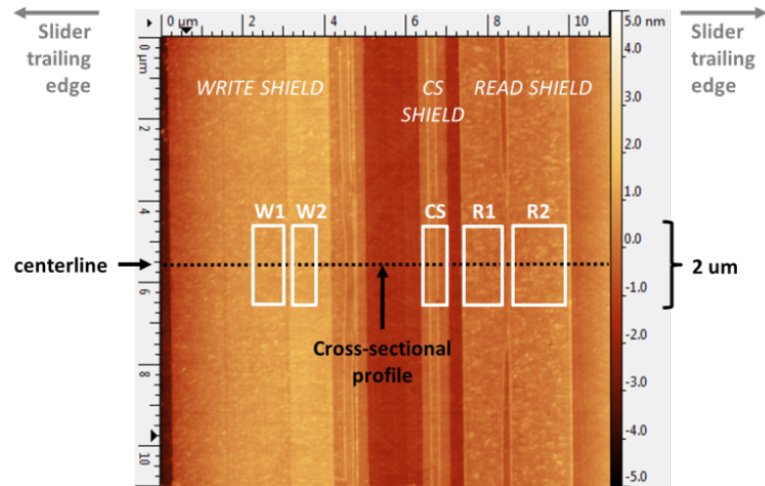 Slider
trailing
edge
0 um 2 4 6 8 10
5.0 nm
4.0
3.0
2.0
1.0
0.0
-1.0
-2.0
-3.0
-4.0
-5.0
Slider
trailing
edge
0 um
2
4
6
8
10
WRITE SHIELD
CS
SHIELD
READ SHIELD
W1 W2 CS R1 R2
centerline
2 um
Cross-sectional
profile